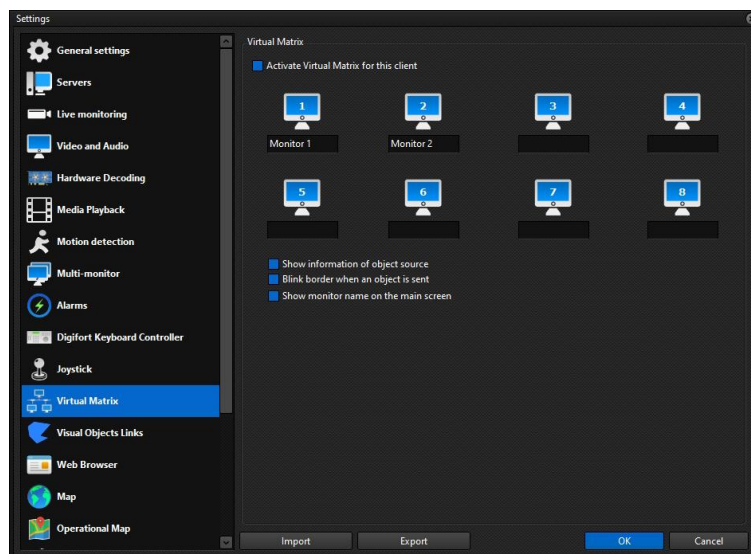 Settings
General settings
Servers
Live monitoring
Video and Audio
Hardware Decoding
Media Playback
Motion detection
Multi-monitor
Alarms
Digifort Keyboard Controller
Joystick
Virtual Matrix
Visual Objects Links
Web Browser
Map
Operational Map
Virtual Matrix
Activate Virtual Matrix for this client
1 2 3 4
Monitor 1 Monitor 2
5 6 7 8
Show information of object source
Blink border when an object is sent
Show monitor name on the main screen
Import Export OK Cancel